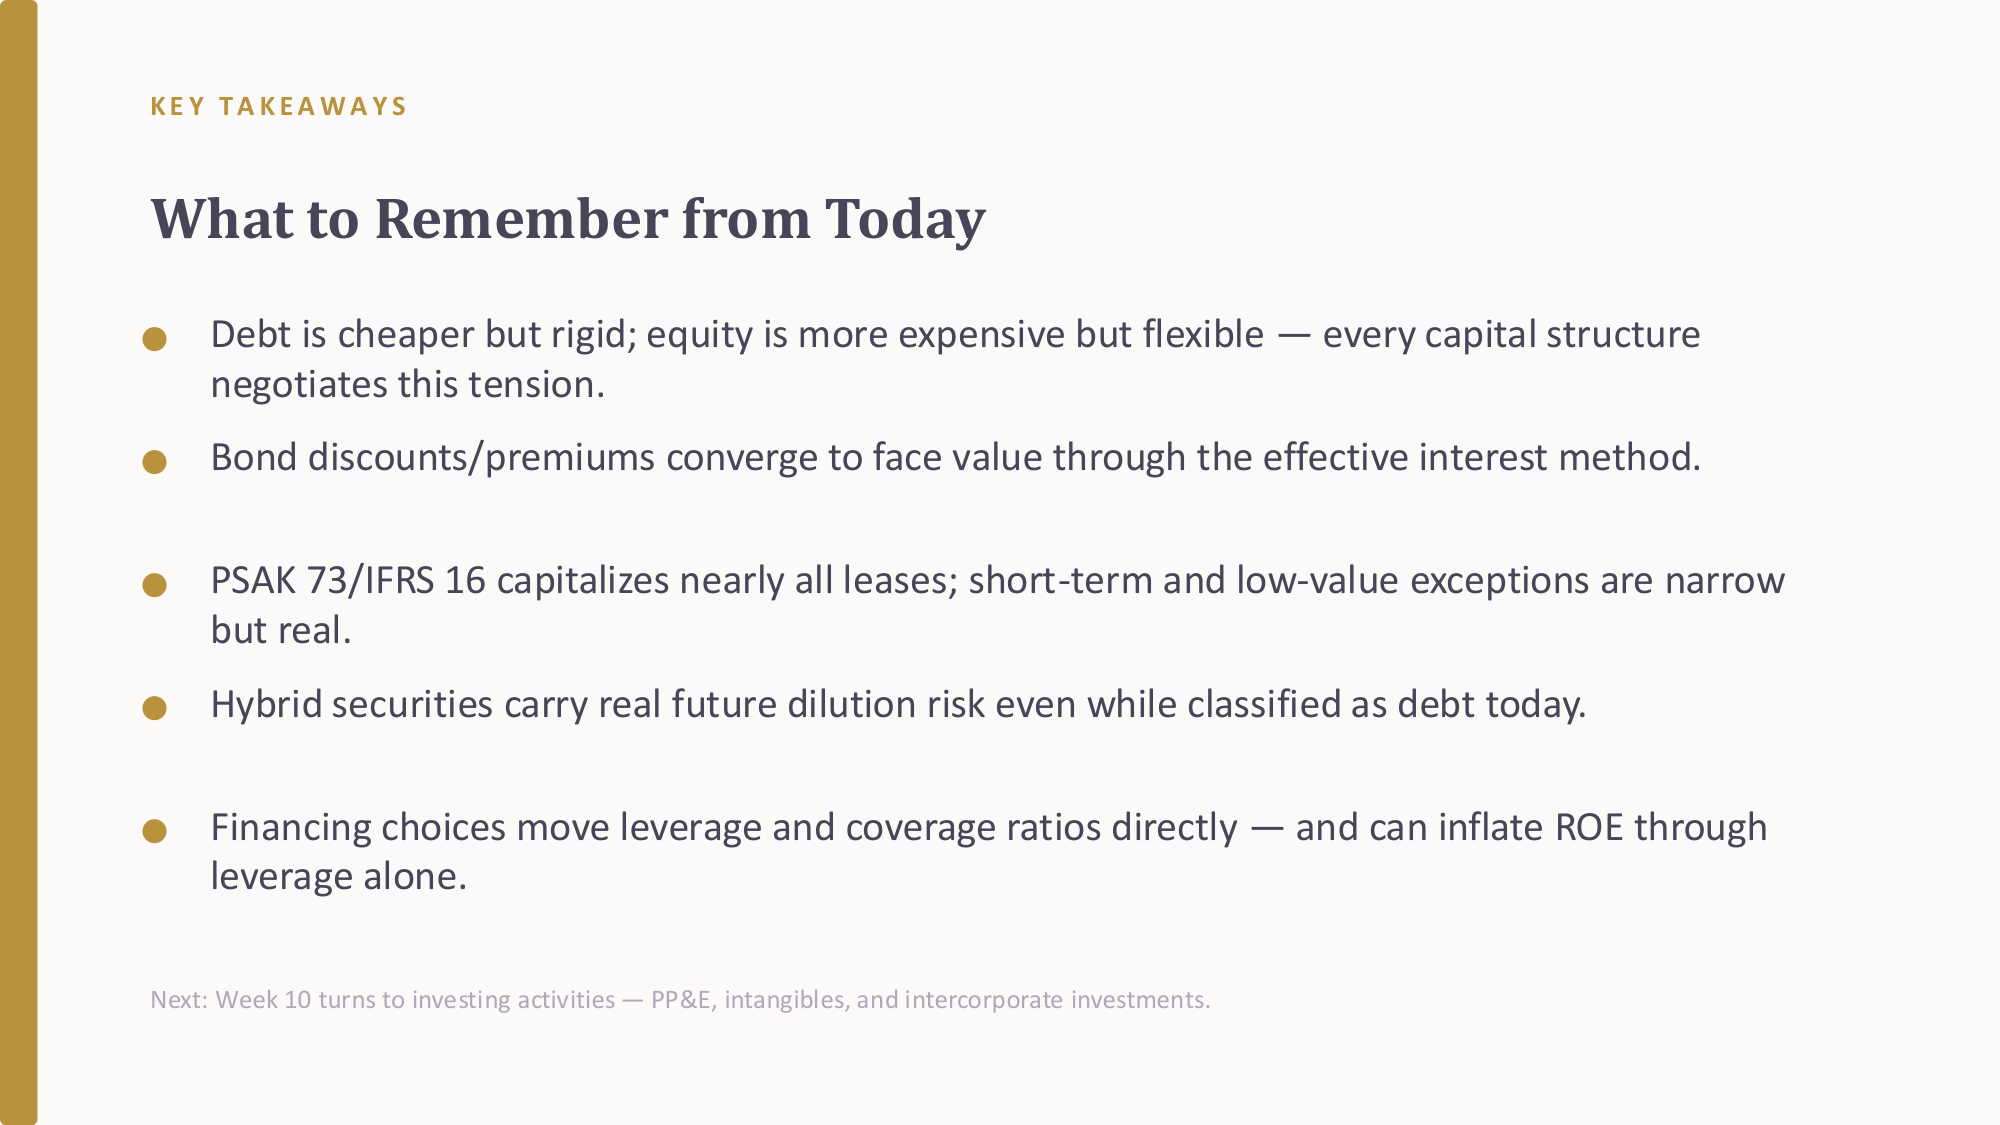 KEY TAKEAWAYS
What to Remember from Today
Debt is cheaper but rigid; equity is more expensive but flexible — every capital structure
negotiates this tension.
Bond discounts/premiums converge to face value through the effective interest method.
PSAK 73/IFRS 16 capitalizes nearly all leases; short-term and low-value exceptions are narrow
but real.
Hybrid securities carry real future dilution risk even while classified as debt today.
Financing choices move leverage and coverage ratios directly — and can inflate ROE through
leverage alone.
Next: Week 10 turns to investing activities — PP&E, intangibles, and intercorporate investments.